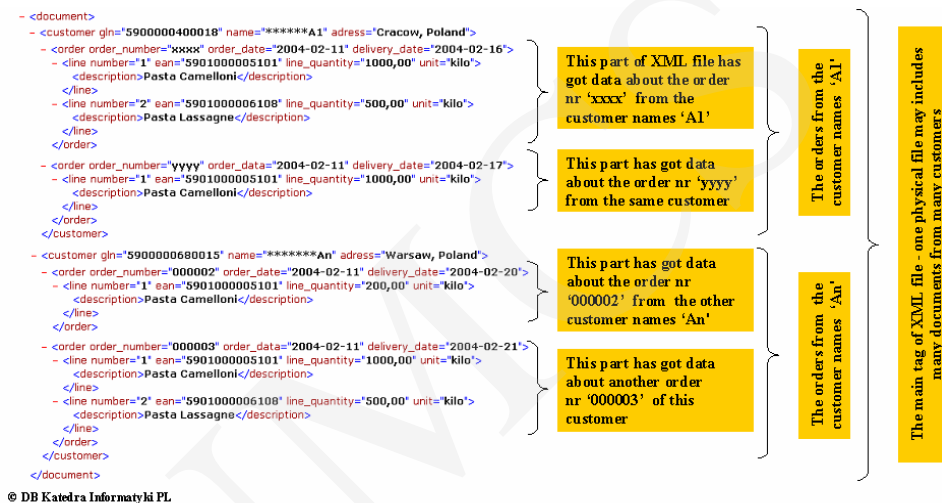 - <document>
- <customer gln="5900000400018" name="******A1" adress="Cracow, Poland">
- <order order_number="xxxx" order_date="2004-02-11" delivery_date="2004-02-16">
- <line number="1" ean="5901000005101" line_quantity="1000,00" unit="kilo">
<description>Pasta Camelloni</description>
</line>
- <line number="2" ean="5901000006108" line_quantity="500,00" unit="kilo">
<description>Pasta Lassagne</description>
</line>
</order>
- <order order_number="yyyy" order_data="2004-02-11" delivery_date="2004-02-17">
- <line number="1" ean="5901000005101" line_quantity="1000,00" unit="kilo">
<description>Pasta Camelloni</description>
</line>
</order>
</customer>
- <customer gln="5900000680015" name="*******An" adress="Warsaw, Poland">
- <order order_number="000002" order_date="2004-02-11" delivery_date="2004-02-20">
- <line number="1" ean="5901000005101" line_quantity="200,00" unit="kilo">
<description>Pasta Camelloni</description>
</line>
</order>
- <order order_number="000003" order_date="2004-02-11" delivery_date="2004-02-21">
- <line number="1" ean="5901000005101" line_quantity="1000,00" unit="kilo">
<description>Pasta Camelloni</description>
</line>
- <line number="2" ean="5901000006108" line_quantity="500,00" unit="kilo">
<description>Pasta Lassagne</description>
</line>
</order>
</customer>
</document>
This part of XML file has
got data about the order
nr ‘xxxx’ from the
customer names ‘A1’
This part has got data
about the order nr ‘yyyy’
from the same customer
This part has got data
about the order nr
‘000002’ from the other
customer names ‘An'
This part has got data
about another order
nr ‘000003’ of this
customer
The orders from the
customer names ‘A1’
The orders from the
customer names ‘An’
The main tag of XML file - one physical file may includes
many documents from many customers
© DB Katedra Informatyki PL